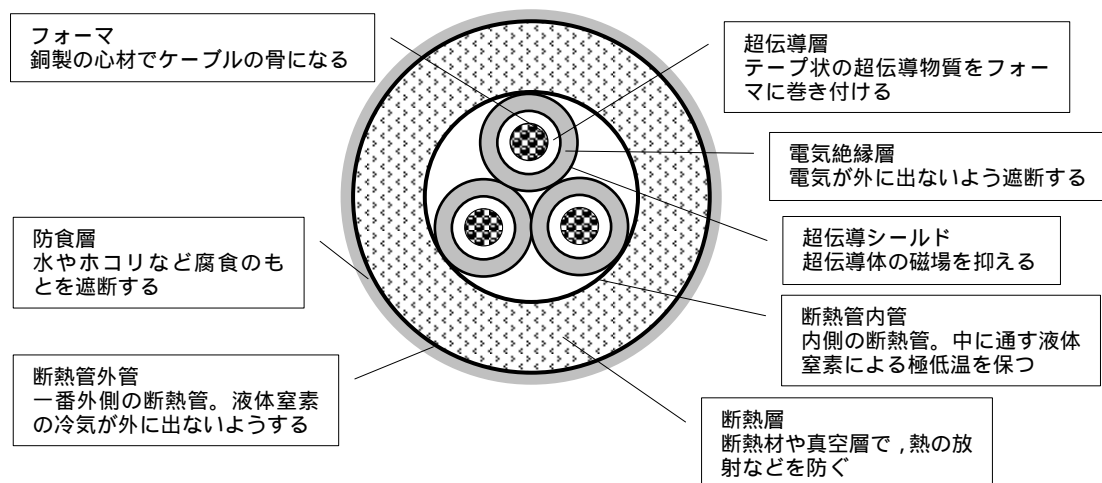 フォーマ
銅製の心材でケーブルの骨になる
超伝導層
テープ状の超伝導物質をフォー
マに巻き付ける
電気絶縁層
電気が外に出ないよう遮断する
超伝導シールド
超伝導体の磁場を抑える
防食層
水やホコリなど腐食のも
とを遮断する
断熱管内管
内側の断熱管。中に通す液体
窒素による極低温を保つ
断熱管外管
一番外側の断熱管。液体窒素
の冷気が外に出ないようする
断熱層
断熱材や真空層で，熱の放
射などを防ぐ